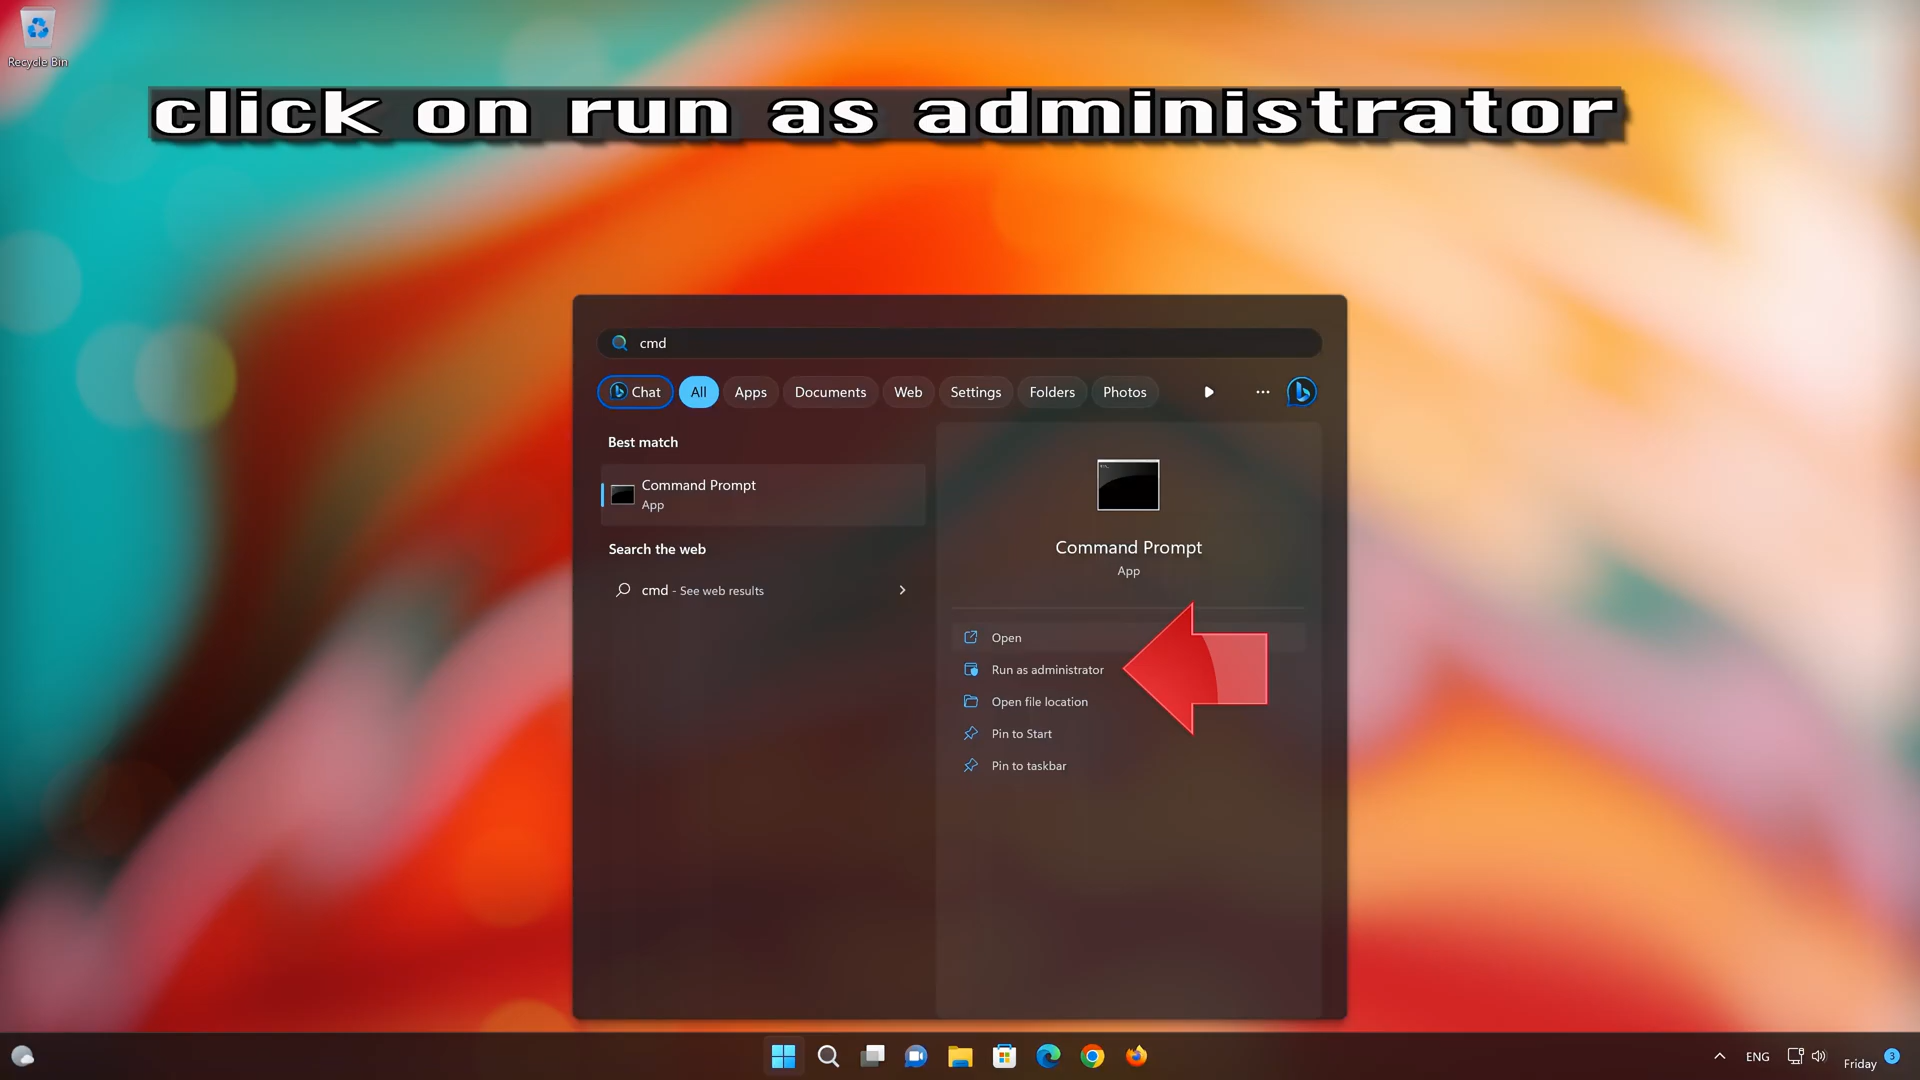 Recycle Bin
click on run as administrator
cmd
Chat All Apps Documents Web Settings Folders Photos
Best match
Command Prompt
App
Search the web
cmd - See web results
Command Prompt
App
Open
Run as administrator
Open file location
Pin to Start
Pin to taskbar
ENG
Friday 3